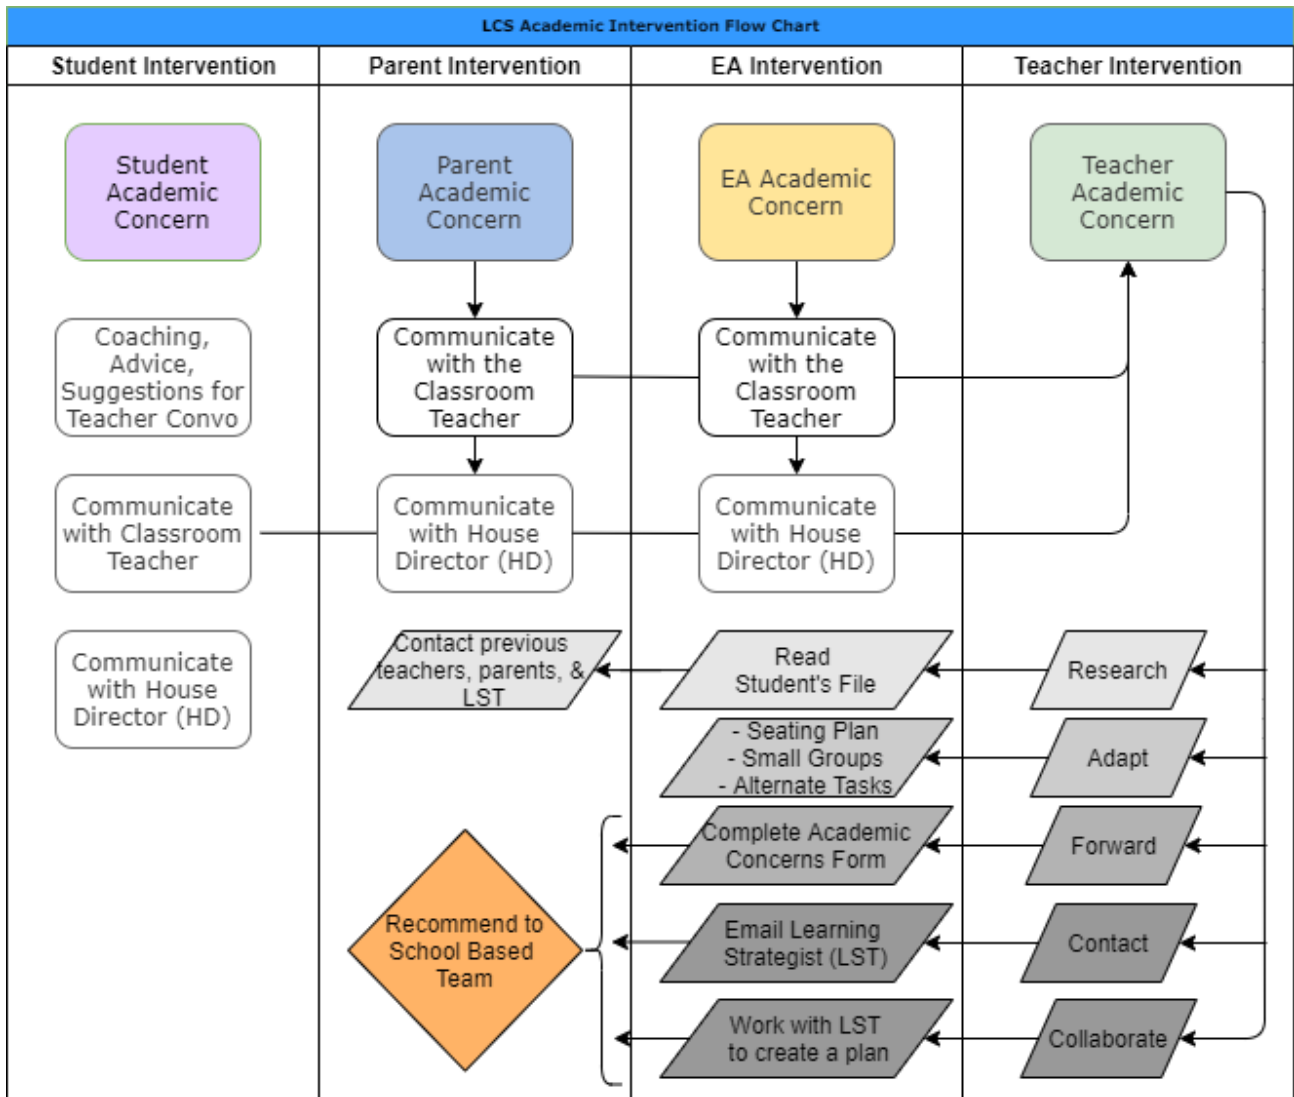 LCS Academic Intervention Flow Chart
Student Intervention
Parent Intervention
EA Intervention
Teacher Intervention
Student
Academic
Concern
Parent
Academic
Concern
EA Academic
Concern
Teacher
Academic
Concern
Coaching,
Advice,
Suggestions for
Teacher Convo
Communicate
with the
Classroom
Teacher
Communicate
with the
Classroom
Teacher
Communicate
with Classroom
Teacher
Communicate
with House
Director (HD)
Communicate
with House
Director (HD)
Communicate
with House
Director (HD)
Contact previous
teachers, parents, &
LST
Read
Student's File
Research
- Seating Plan
- Small Groups
- Alternate Tasks
Adapt
Complete Academic
Concerns Form
Forward
Recommend to
School Based
Team
Email Learning
Strategist (LST)
Contact
Work with LST
to create a plan
Collaborate